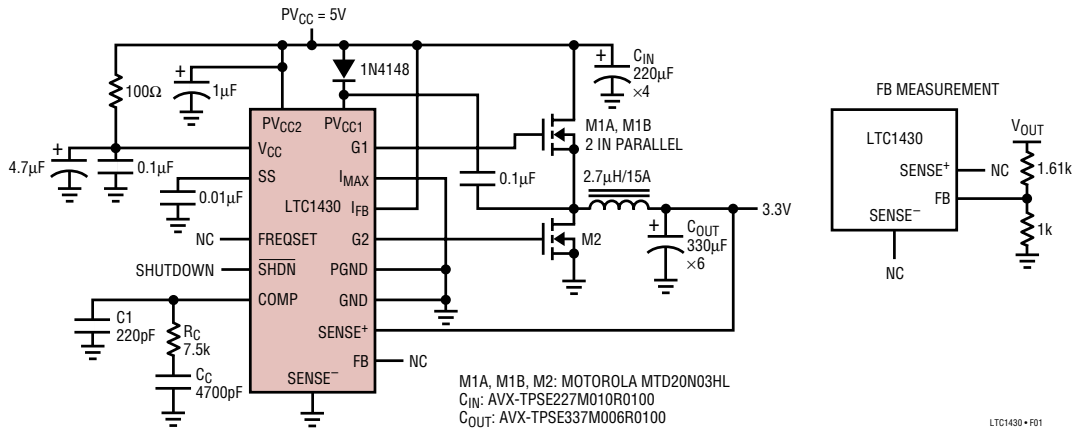 PVCC = 5V
100Ω
+
1µF
1N4148
+
CIN
220µF
×4
PVCC2
PVCC1
M1A, M1B
2 IN PARALLEL
+
4.7µF
0.1µF
VCC
G1
0.01µF
SS
IMAX
0.1µF
2.7µH/15A
LTC1430
IFB
3.3V
NC
FREQSET
G2
M2
+
COUT
330µF
×6
SHUTDOWN
SHDN
PGND
COMP
GND
C1
220pF
RC
7.5k
SENSE+
CC
4700pF
FB
NC
SENSE–
M1A, M1B, M2: MOTOROLA MTD20N03HL
CIN: AVX-TPSE227M010R0100
COUT: AVX-TPSE337M006R0100
FB MEASUREMENT
LTC1430
VOUT
SENSE+
NC
1.61k
FB
SENSE–
1k
NC
LTC1430 • F01